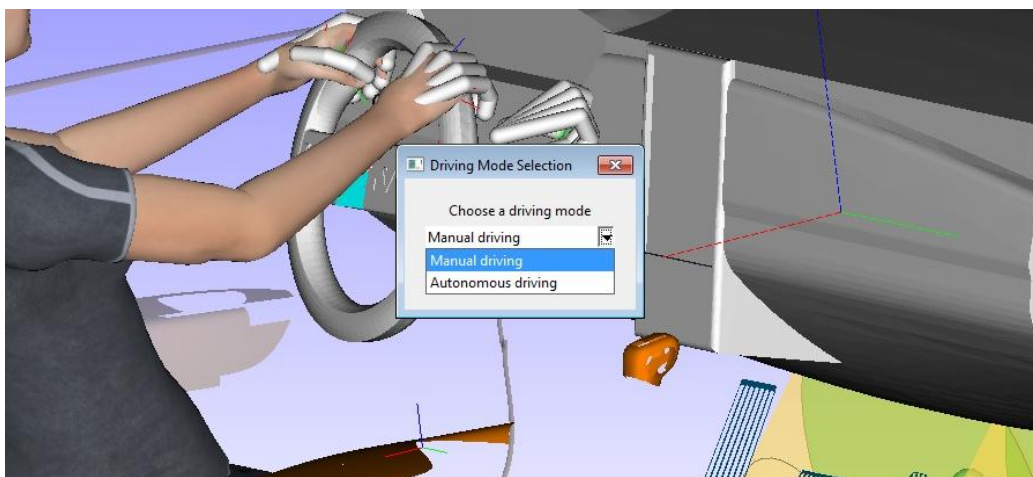 Driving Mode Selection
Choose a driving mode
Manual driving
Manual driving
Autonomous driving